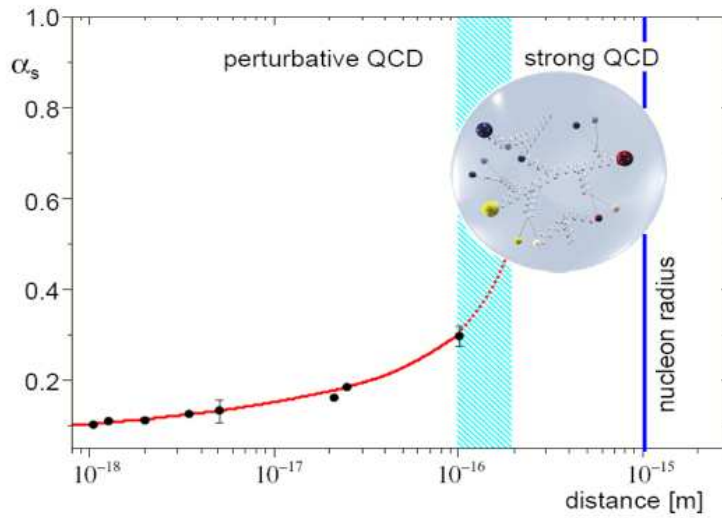 1.0
α_s
perturbative QCD
strong QCD
0.8
0.6
0.4
0.2
nucleon radius
10⁻¹⁸
10⁻¹⁷
10⁻¹⁶
10⁻¹⁵
distance [m]